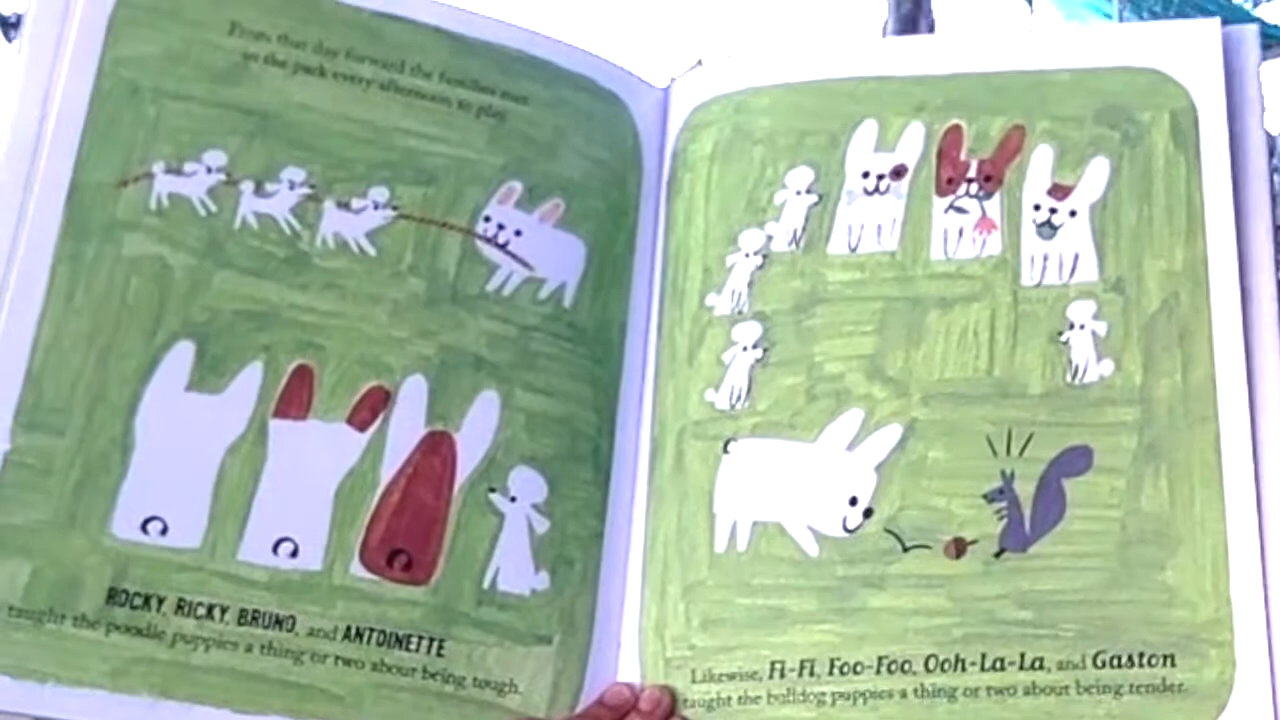 From that day forward the families met
in the park every afternoon to play.
ROCKY, RICKY, BRUNO, and ANTOINETTE
taught the poodle puppies a thing or two about being tough.
Likewise, Fi-Fi, Foo-Foo, Ooh-La-La, and Gaston
taught the bulldog puppies a thing or two about being tender.